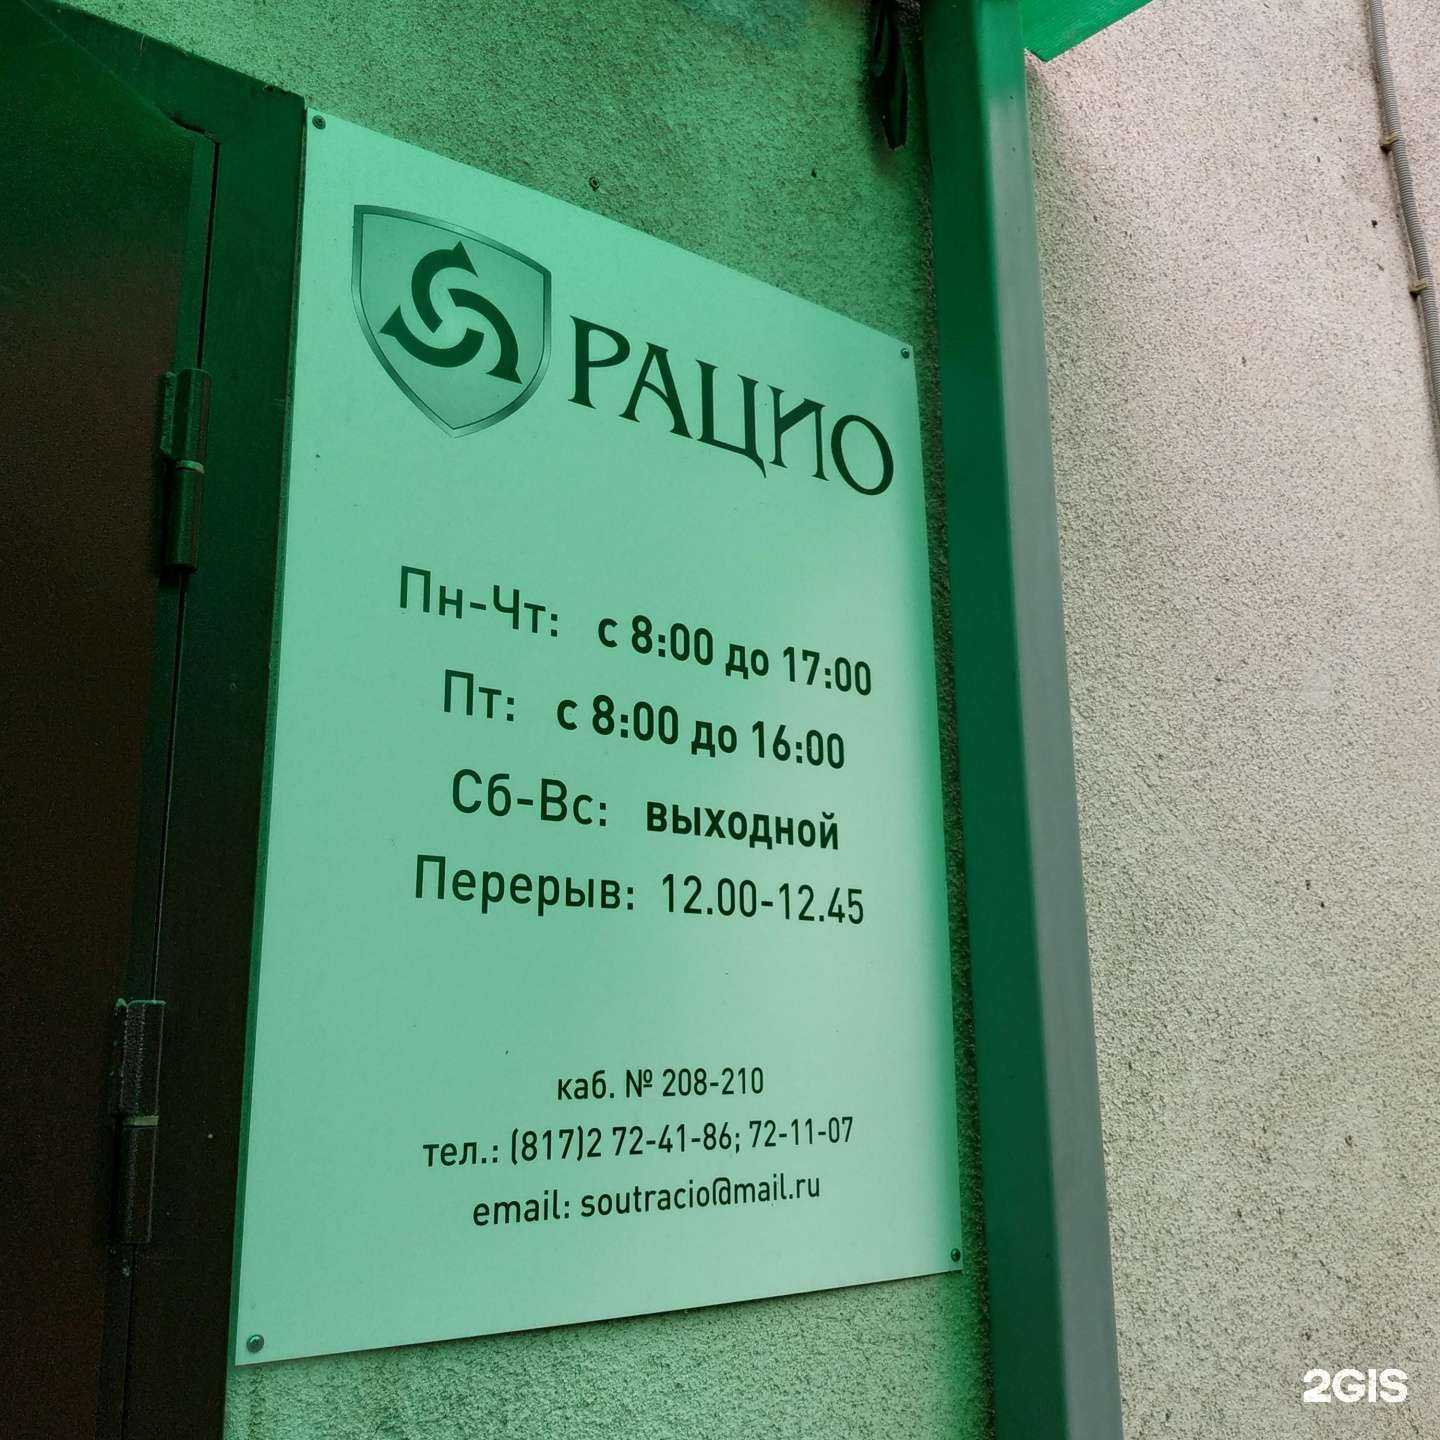 РАЦИО
Пн-Чт: с 8:00 до 17:00
Пт: с 8:00 до 16:00
Сб-Вс: выходной
Перерыв: 12.00-12.45
каб. № 208-210
тел.: (817)2 72-41-86; 72-11-07
email: soutracio@mail.ru
2GIS